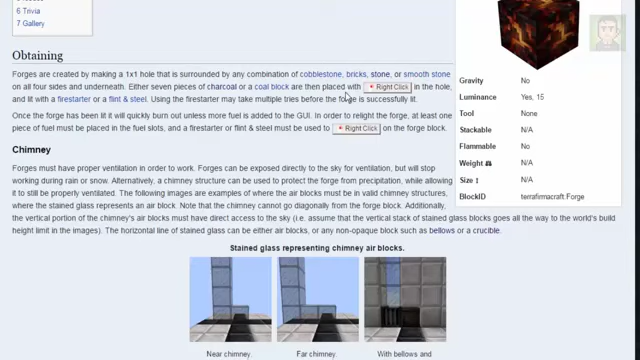 6 Trivia
7 Gallery
Obtaining
Forges are created by making a 1x1 hole that is surrounded by any combination of cobblestone, bricks, stone, or smooth stone
on all four sides and underneath. Either seven pieces of charcoal or a coal block are then placed with Right Click in the hole,
and lit with a firestarter or a flint & steel. Using the firestarter may take multiple tries before the forge is successfully lit.
Once the forge has been lit it will quickly burn out unless more fuel is added to the GUI. In order to relight the forge, at least one
piece of fuel must be placed in the fuel slots, and a firestarter or flint & steel must be used to Right Click on the forge block.
Chimney
Forges must have proper ventilation in order to work. Forges can be exposed directly to the sky for ventilation, but will stop
working during rain or snow. Alternatively, a chimney structure can be used to protect the forge from precipitation, while allowing
it to still be properly ventilated. The following images are examples of where the air blocks must be in valid chimney structures,
where the stained glass represents an air block. Note that the chimney cannot go diagonally from the forge block. Additionally,
the vertical portion of the chimney's air blocks must have direct access to the sky (i.e. assume that the vertical stack of stained glass blocks goes all the way to the world's build
height limit in the images). The horizontal line of stained glass can be either air blocks, or any non-opaque block such as bellows or a crucible.
Stained glass representing chimney air blocks.
Near chimney.
Far chimney.
With bellows and
Gravity No
Luminance Yes, 15
Tool None
Stackable N/A
Flammable No
Weight N/A
Size N/A
BlockID terrafirmacraft:Forge